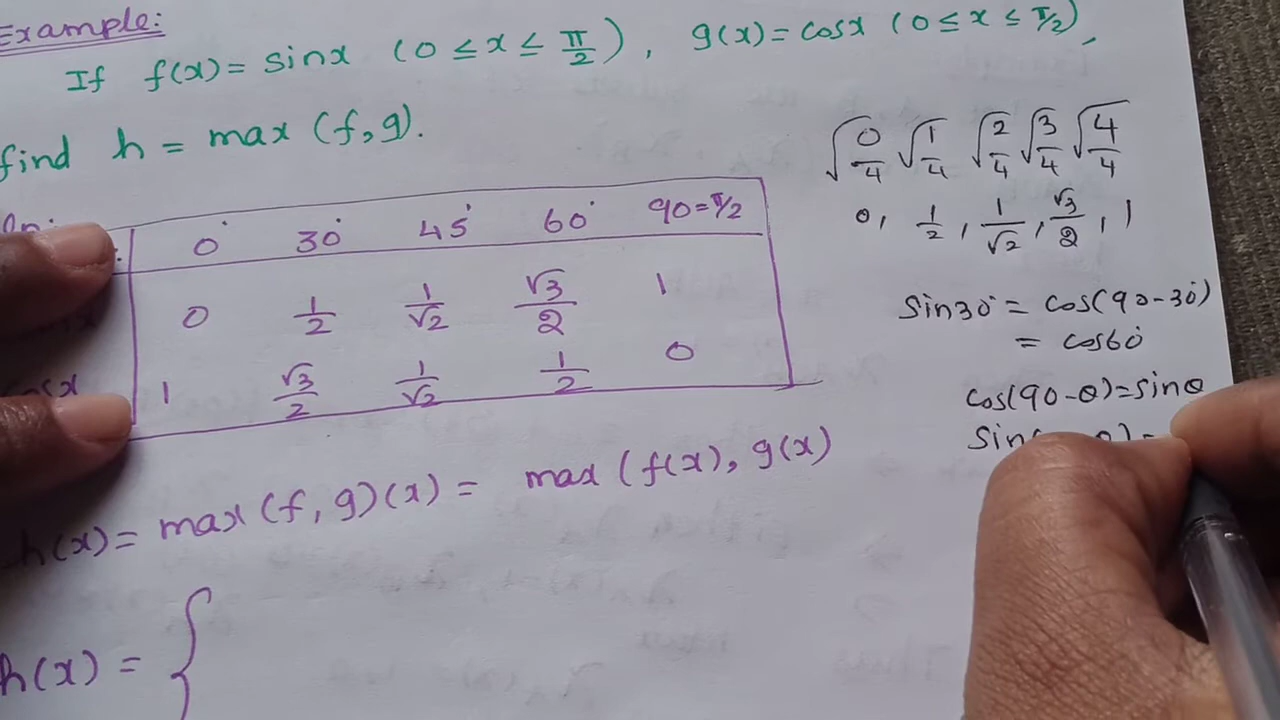 Example:
If f(x) = sinx (0 ≤ x ≤ π/2), g(x) = cosx (0 ≤ x ≤ π/2),
find h = max (f, g).
0° 30° 45° 60° 90 = π/2
0 1/2 1/√2 √3/2 1
1 √3/2 1/√2 1/2 0
h(x) = max (f, g)(x) = max (f(x), g(x)
h(x) = {
√0/4 √1/4 √2/4 √3/4 √4/4
0, 1/2, 1/√2, √3/2, 1
Sin30° = cos(90-30°)
= cos60°
cos(90-θ)=sinθ